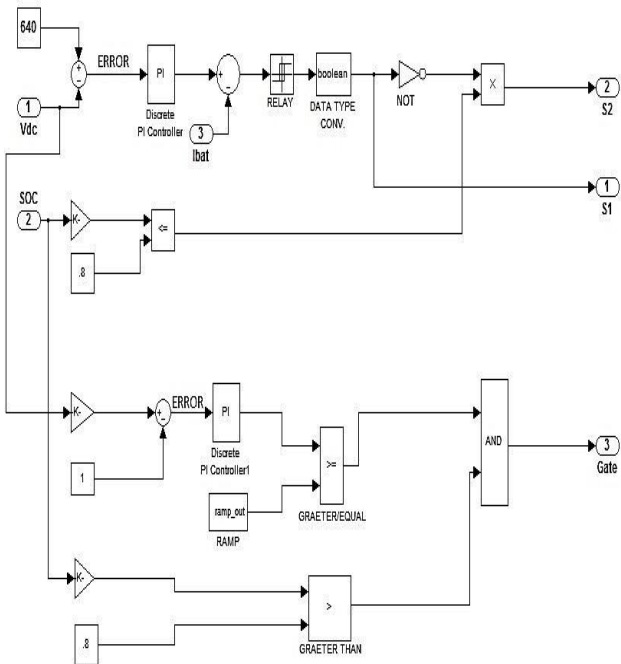 640
+
−
ERROR
PI
Discrete
PI Controller
1
Vdc
+
−
3
Ibat
RELAY
boolean
DATA TYPE
CONV.
NOT
X
2
S2
1
S1
SOC
2
K-
<=
.8
K-
+
−
ERROR
PI
Discrete
PI Controller1
1
ramp_out
RAMP
>=
GRAETER/EQUAL
AND
3
Gate
K-
.8
>
GRAETER THAN